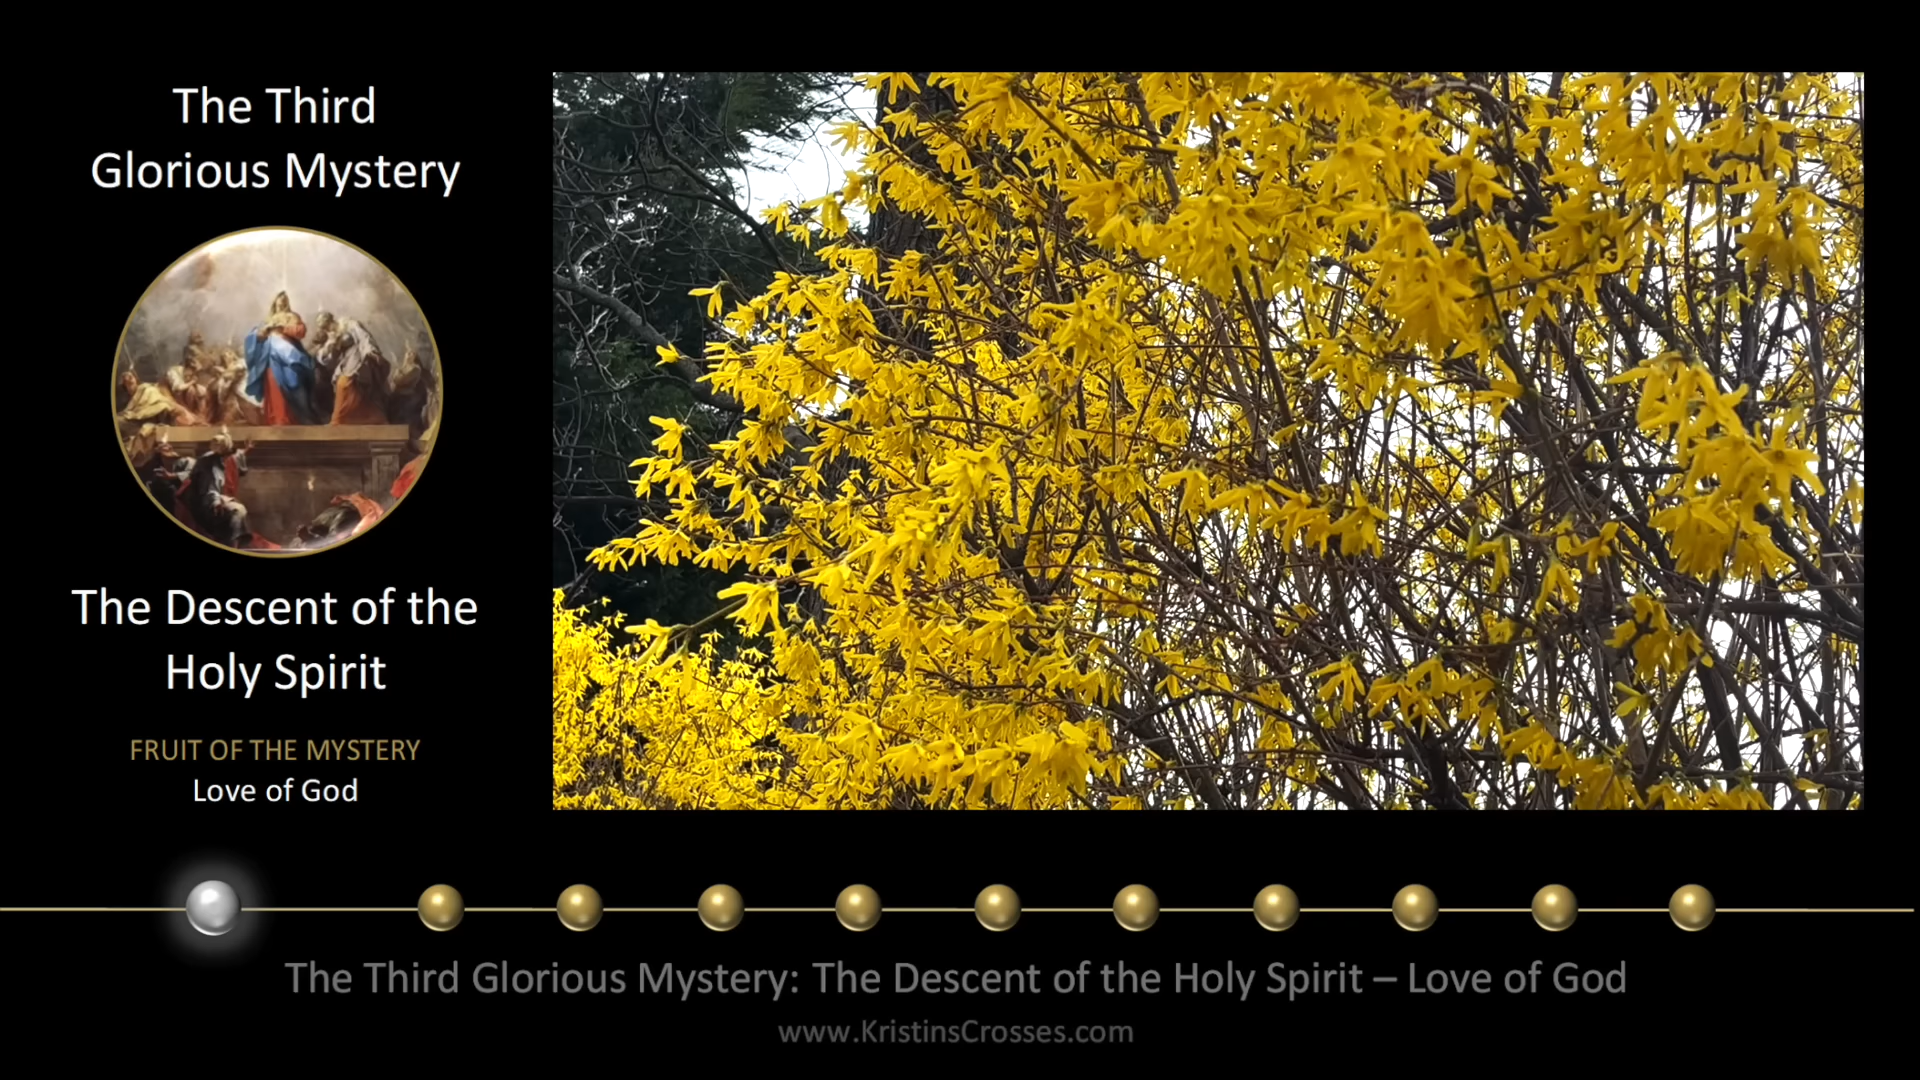 The Third
Glorious Mystery
The Descent of the
Holy Spirit
FRUIT OF THE MYSTERY
Love of God
The Third Glorious Mystery: The Descent of the Holy Spirit – Love of God
www.KristinsCrosses.com